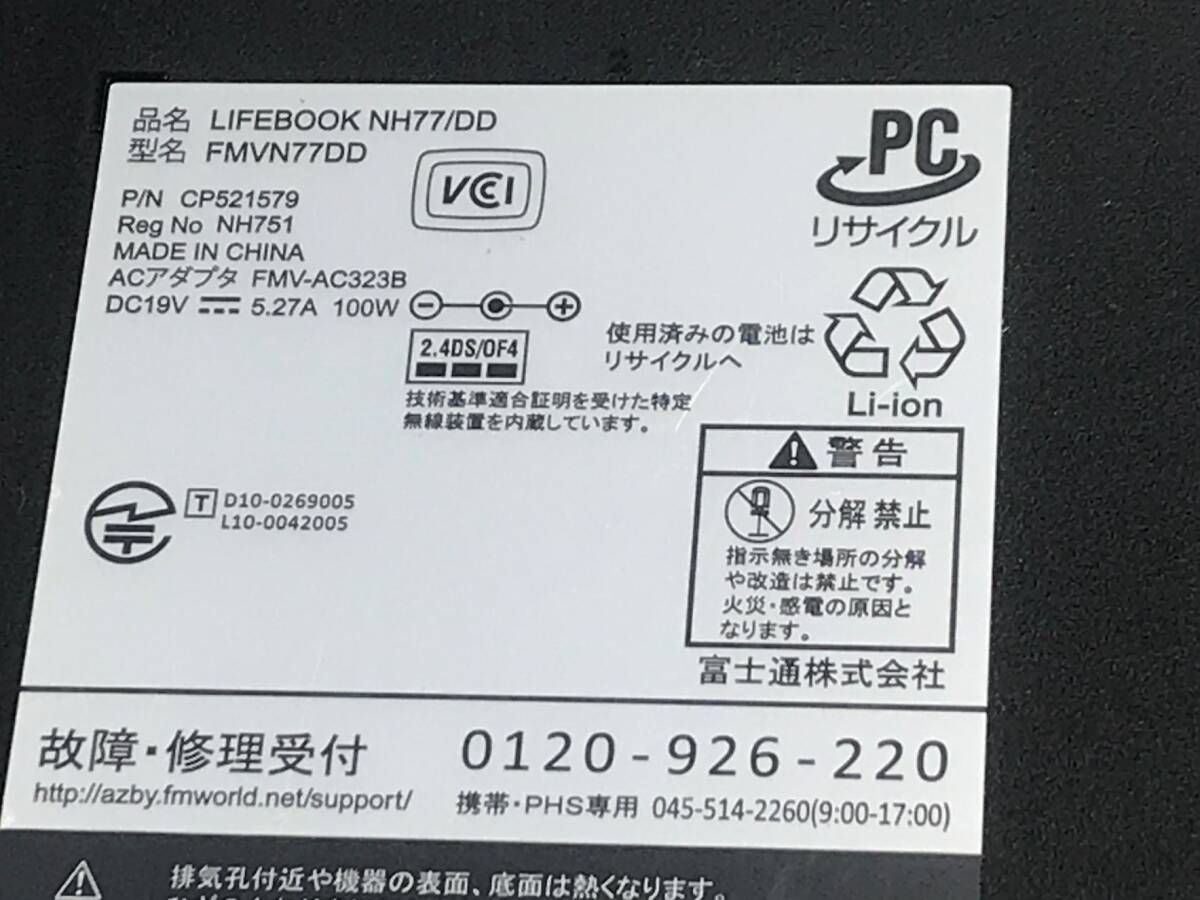 品名 LIFEBOOK NH77/DD
型名 FMVN77DD
P/N CP521579
Reg No NH751
MADE IN CHINA
ACアダプタ FMV-AC323B
DC19V 5.27A 100W
VCCI
PC
リサイクル
2.4DS/OF4
技術基準適合証明を受けた特定
無線装置を内蔵しています。
使用済みの電池は
リサイクルへ
Li-ion
T D10-0269005
L10-0042005
警告
分解禁止
指示無き場所の分解
や改造は禁止です。
火災・感電の原因と
なります。
富士通株式会社
故障・修理受付 0120-926-220
http://azby.fmworld.net/support/ 携帯・PHS専用 045-514-2260(9:00-17:00)
排気孔付近や機器の表面、底面は熱くなります。